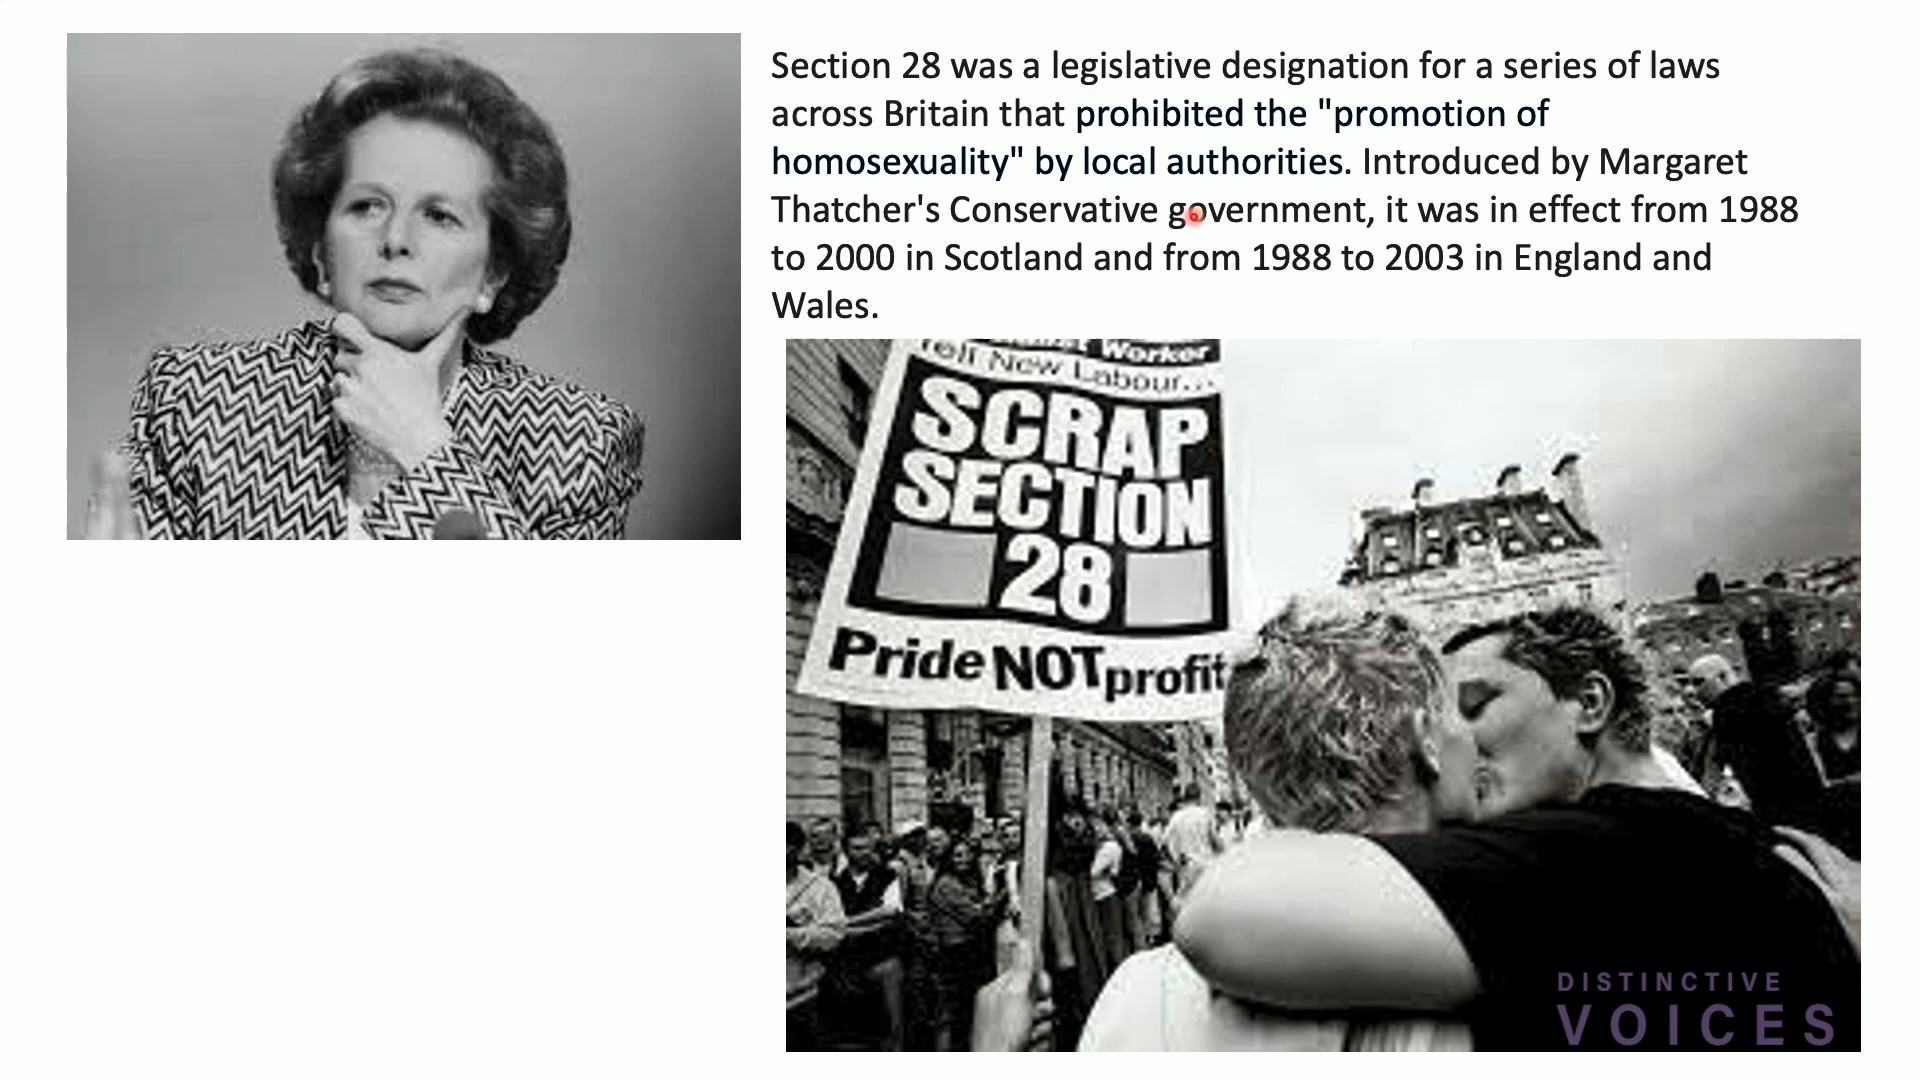 Section 28 was a legislative designation for a series of laws
across Britain that prohibited the "promotion of
homosexuality" by local authorities. Introduced by Margaret
Thatcher's Conservative government, it was in effect from 1988
to 2000 in Scotland and from 1988 to 2003 in England and
Wales.
Worker
Tell New Labour...
SCRAP
SECTION
28
Pride NOT profit
DISTINCTIVE
VOICES